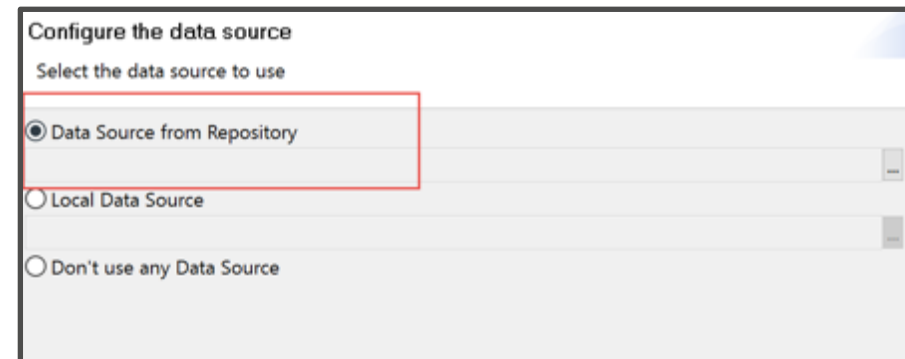 Configure the data source
Select the data source to use
Data Source from Repository
...
Local Data Source
...
Don't use any Data Source